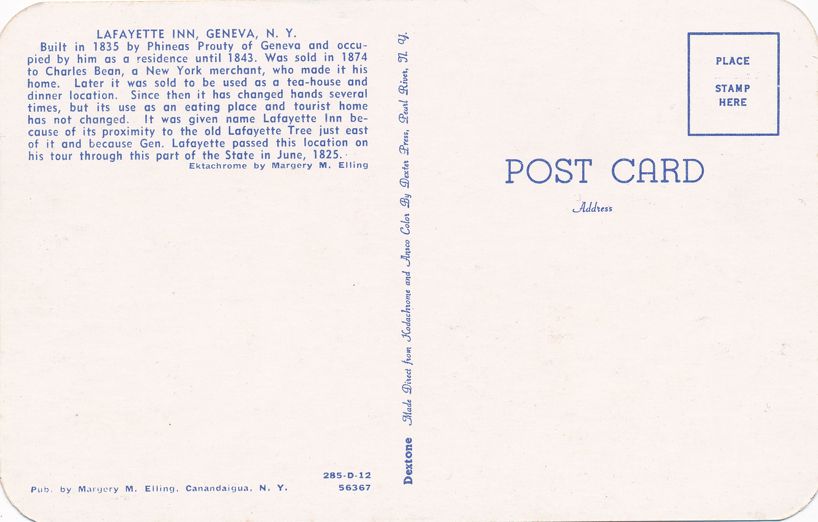 LAFAYETTE INN, GENEVA, N. Y.
Built in 1835 by Phineas Prouty of Geneva and occu-
pied by him as a residence until 1843. Was sold in 1874
to Charles Bean, a New York merchant, who made it his
home. Later it was sold to be used as a tea-house and
dinner location. Since then it has changed hands several
times, but its use as an eating place and tourist home
has not changed. It was given name Lafayette Inn be-
cause of its proximity to the old Lafayette Tree just east
of it and because Gen. Lafayette passed this location on
his tour through this part of the State in June, 1825.
Ektachrome by Margery M. Elling
285-D-12
Pub. by Margery M. Elling, Canandaigua, N. Y. 56367
Dextone Made Direct from Kodachrome and Ansco Color By Dexter Press, Pearl River, N. Y.
PLACE
STAMP
HERE
POST CARD
Address